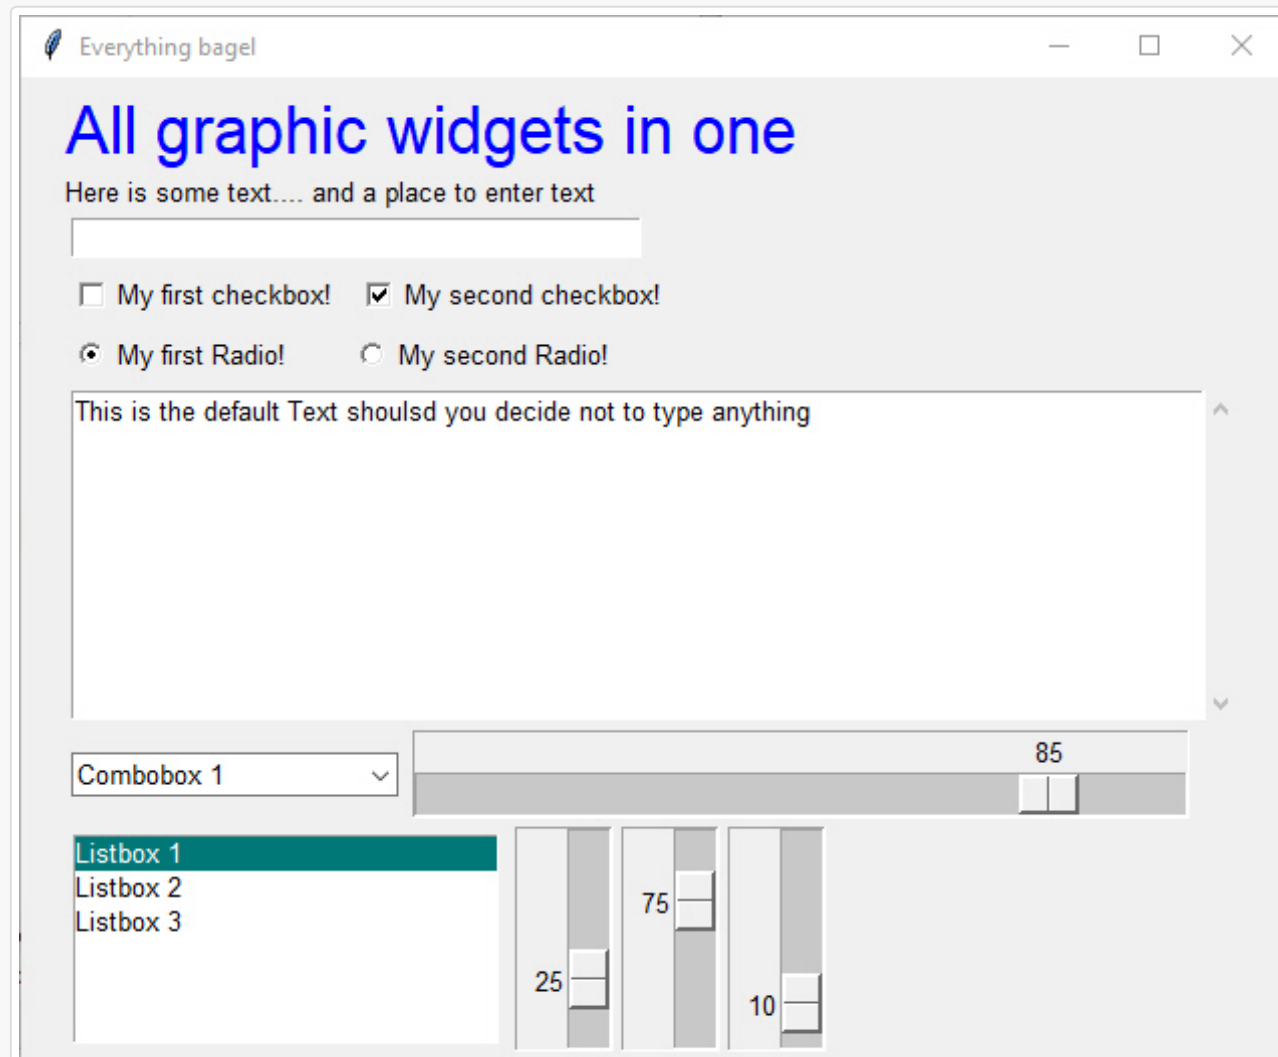 Everything bagel
All graphic widgets in one
Here is some text.... and a place to enter text
My first checkbox! My second checkbox!
My first Radio! My second Radio!
This is the default Text shoulsd you decide not to type anything
85
Combobox 1
Listbox 1
Listbox 2
Listbox 3
75
25
10